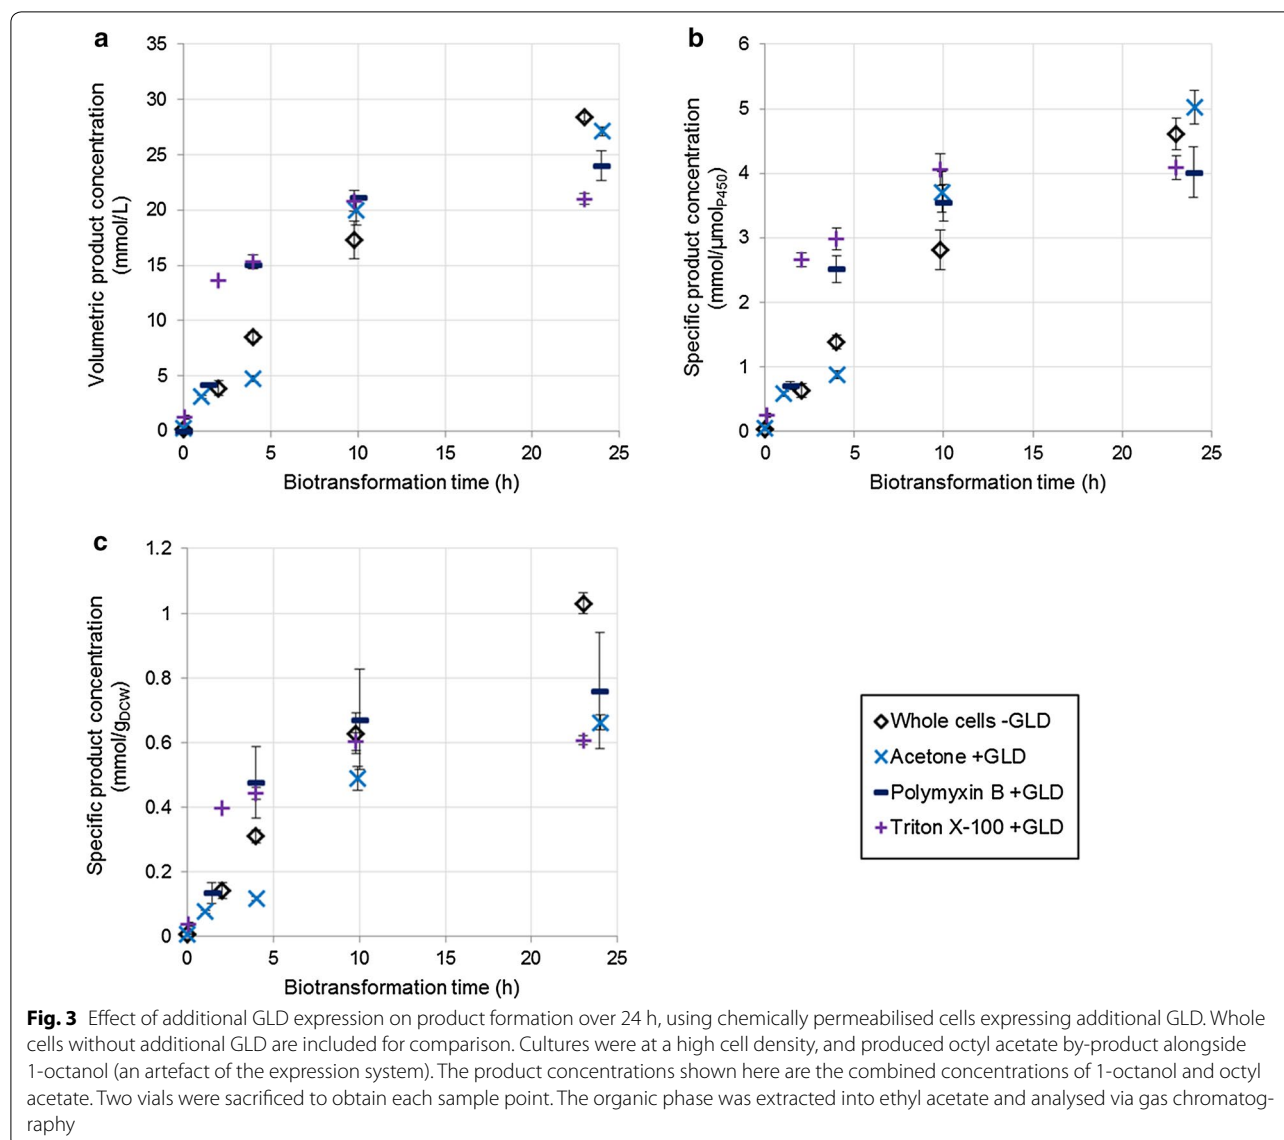 a
35
30
25
20
15
10
5
0
Volumetric product concentration
(mmol/L)
0 5 10 15 20 25
Biotransformation time (h)
b
6
5
4
3
2
1
0
Specific product concentration
(mmol/µmolP450)
0 5 10 15 20 25
Biotransformation time (h)
c
1.2
1
0.8
0.6
0.4
0.2
0
Specific product concentration
(mmol/gDCW)
0 5 10 15 20 25
Biotransformation time (h)
Whole cells -GLD
Acetone +GLD
Polymyxin B +GLD
Triton X-100 +GLD
Fig. 3 Effect of additional GLD expression on product formation over 24 h, using chemically permeabilised cells expressing additional GLD. Whole
cells without additional GLD are included for comparison. Cultures were at a high cell density, and produced octyl acetate by-product alongside
1-octanol (an artefact of the expression system). The product concentrations shown here are the combined concentrations of 1-octanol and octyl
acetate. Two vials were sacrificed to obtain each sample point. The organic phase was extracted into ethyl acetate and analysed via gas chromatog-
raphy